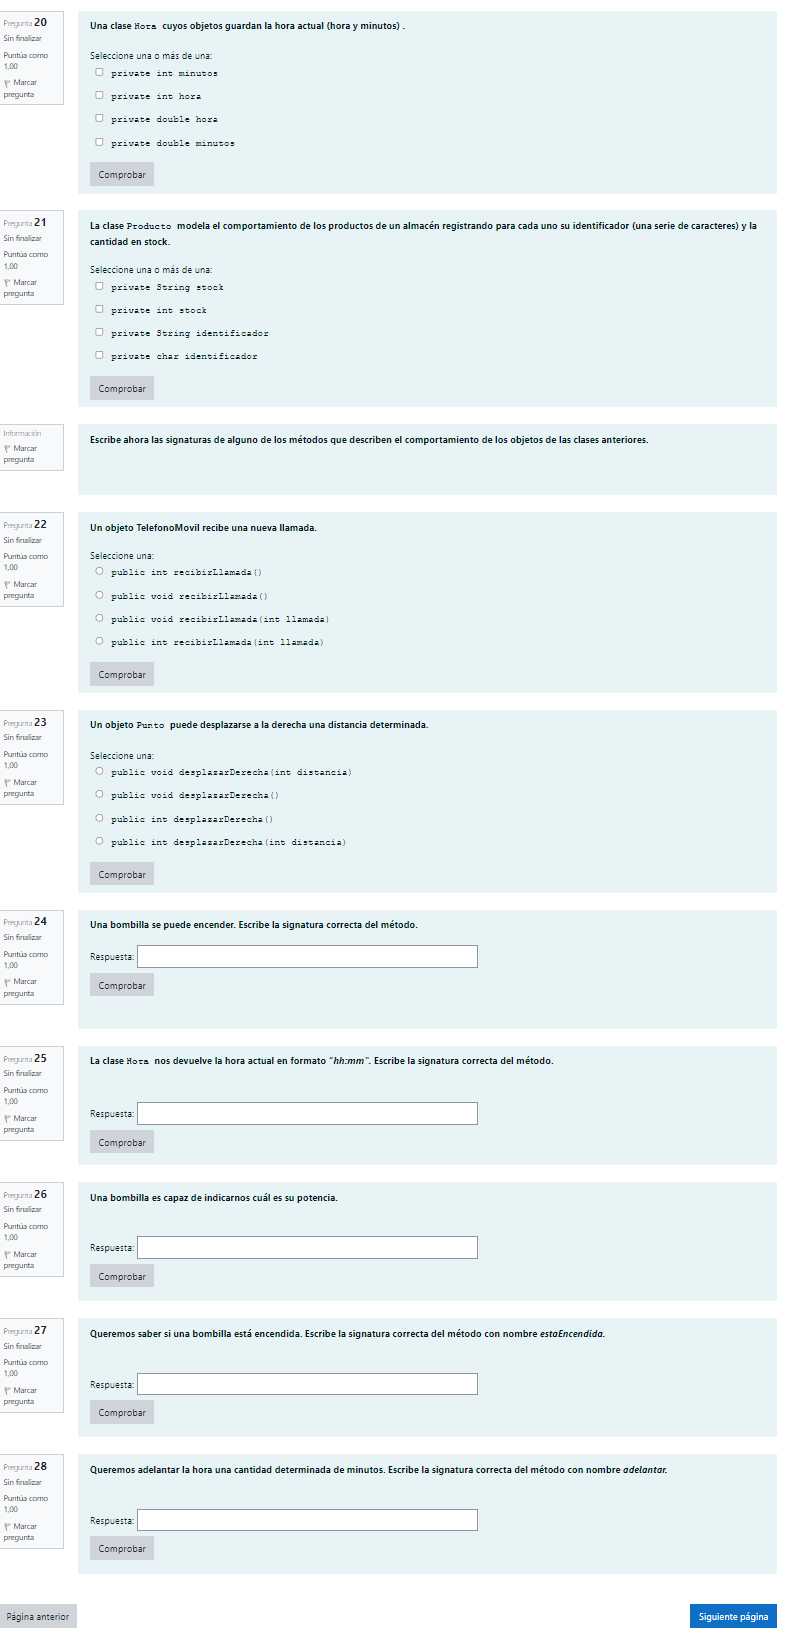 Pregunta 20
Sin finalizar
Puntúa como
1,00
Marcar
pregunta
Una clase Hora cuyos objetos guardan la hora actual (hora y minutos) .
Seleccione una o más de una:
private int minutos
private int hora
private double hora
private double minutos
Comprobar
Pregunta 21
Sin finalizar
Puntúa como
1,00
Marcar
pregunta
La clase Producto modela el comportamiento de los productos de un almacén registrando para cada uno su identificador (una serie de caracteres) y la
cantidad en stock.
Seleccione una o más de una:
private String stock
private int stock
private String identificador
private char identificador
Comprobar
Información
Marcar
pregunta
Escribe ahora las signaturas de alguno de los métodos que describen el comportamiento de los objetos de las clases anteriores.
Pregunta 22
Sin finalizar
Puntúa como
1,00
Marcar
pregunta
Un objeto TelefonoMovil recibe una nueva llamada.
Seleccione una:
public int recibirLlamada()
public void recibirLlamada()
public void recibirLlamada(int llamada)
public int recibirLlamada(int llamada)
Comprobar
Pregunta 23
Sin finalizar
Puntúa como
1,00
Marcar
pregunta
Un objeto Punto puede desplazarse a la derecha una distancia determinada.
Seleccione una:
public void desplazarDerecha(int distancia)
public void desplazarDerecha()
public int desplazarDerecha()
public int desplazarDerecha(int distancia)
Comprobar
Pregunta 24
Sin finalizar
Puntúa como
1,00
Marcar
pregunta
Una bombilla se puede encender. Escribe la signatura correcta del método.
Respuesta:
Comprobar
Pregunta 25
Sin finalizar
Puntúa como
1,00
Marcar
pregunta
La clase Hora nos devuelve la hora actual en formato "hh:mm". Escribe la signatura correcta del método.
Respuesta:
Comprobar
Pregunta 26
Sin finalizar
Puntúa como
1,00
Marcar
pregunta
Una bombilla es capaz de indicarnos cuál es su potencia.
Respuesta:
Comprobar
Pregunta 27
Sin finalizar
Puntúa como
1,00
Marcar
pregunta
Queremos saber si una bombilla está encendida. Escribe la signatura correcta del método con nombre estaEncendida.
Respuesta:
Comprobar
Pregunta 28
Sin finalizar
Puntúa como
1,00
Marcar
pregunta
Queremos adelantar la hora una cantidad determinada de minutos. Escribe la signatura correcta del método con nombre adelantar.
Respuesta:
Comprobar
Página anterior
Siguiente página